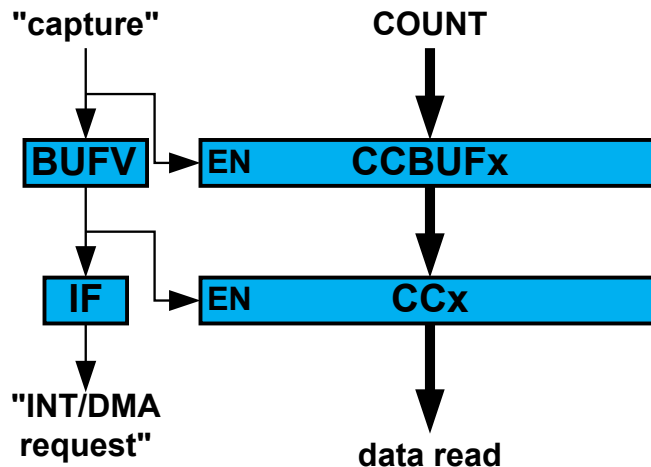 "capture"
COUNT
BUFV
EN
CCBUFx
IF
EN
CCx
"INT/DMA
request"
data read